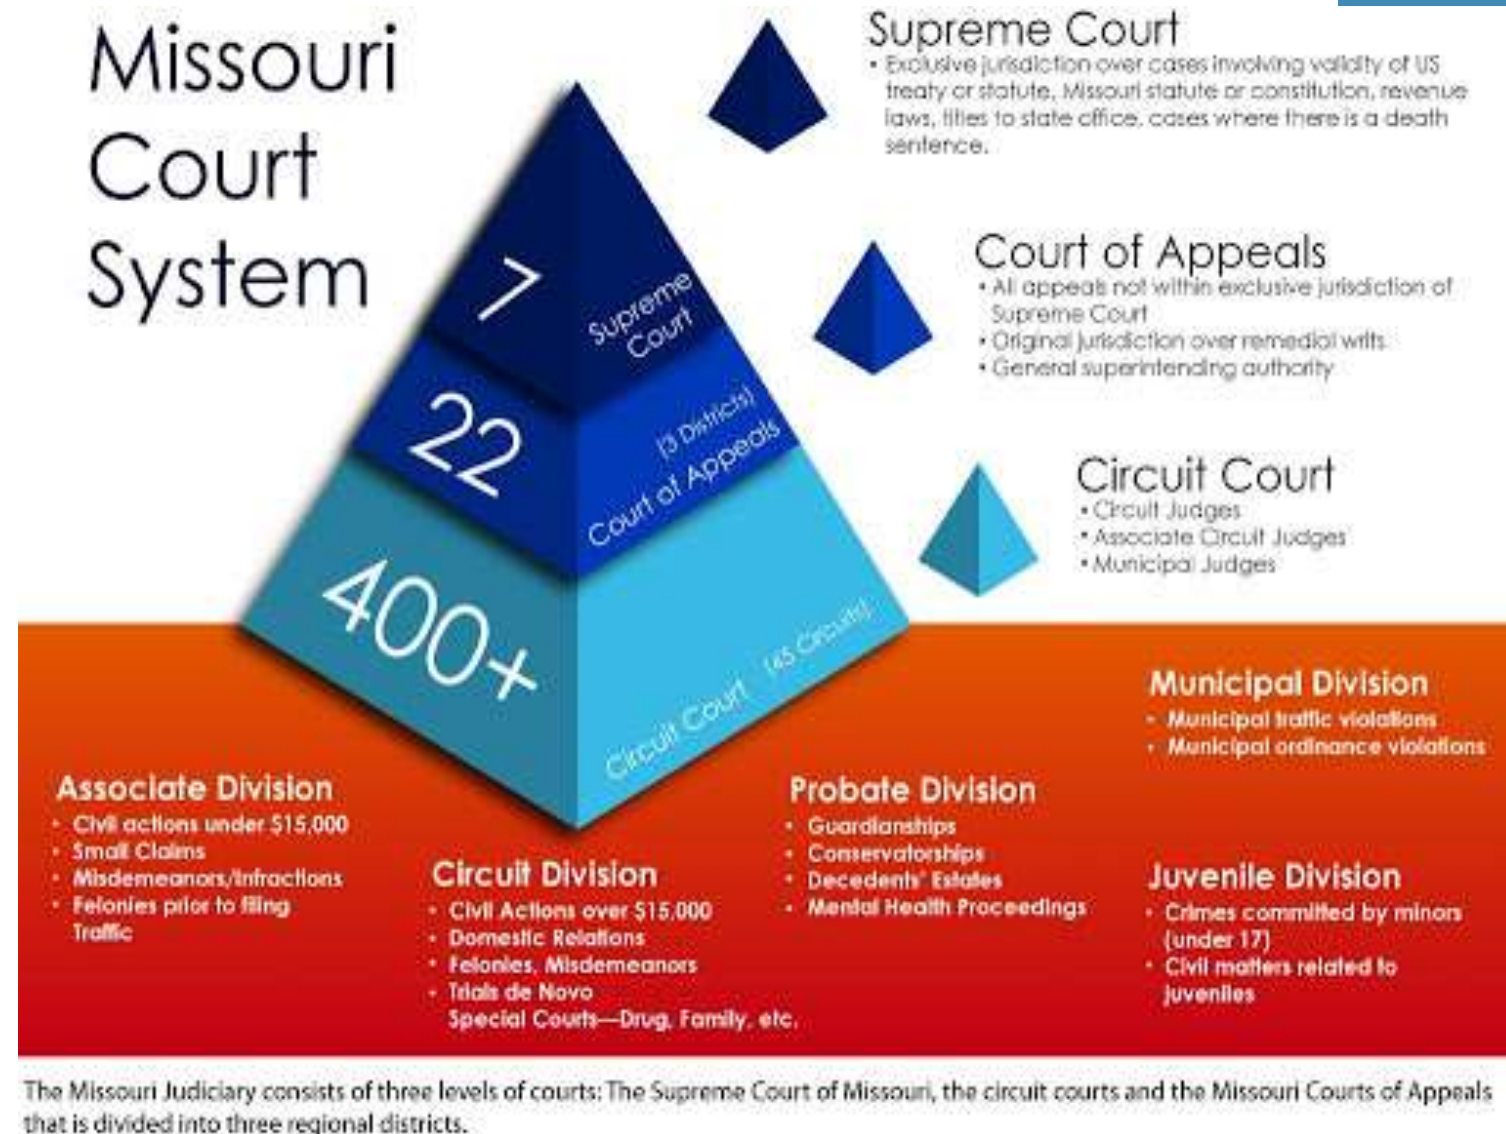 Missouri
Court
System
Supreme Court
• Exclusive jurisdiction over cases involving validity of US
treaty or statute, Missouri statute or constitution, revenue
laws, titles to state office, cases where there is a death
sentence.
Court of Appeals
• All appeals not within exclusive jurisdiction of
Supreme Court
• Original jurisdiction over remedial writs
• General superintending authority
Circuit Court
• Circuit Judges
• Associate Circuit Judges
• Municipal Judges
7
Supreme
Court
22
(3 Districts)
Court of Appeals
400+
Circuit Court (45 Circuits)
Associate Division
• Civil actions under $15,000
• Small Claims
• Misdemeanors/Infractions
• Felonies prior to filing
Traffic
Circuit Division
• Civil Actions over $15,000
• Domestic Relations
• Felonies, Misdemeanors
• Trials de Novo
Special Courts—Drug, Family, etc.
Probate Division
• Guardianships
• Conservatorships
• Decedents' Estates
• Mental Health Proceedings
Municipal Division
• Municipal traffic violations
• Municipal ordinance violations
Juvenile Division
• Crimes committed by minors
(under 17)
• Civil matters related to
juveniles
The Missouri Judiciary consists of three levels of courts: The Supreme Court of Missouri, the circuit courts and the Missouri Courts of Appeals
that is divided into three regional districts.